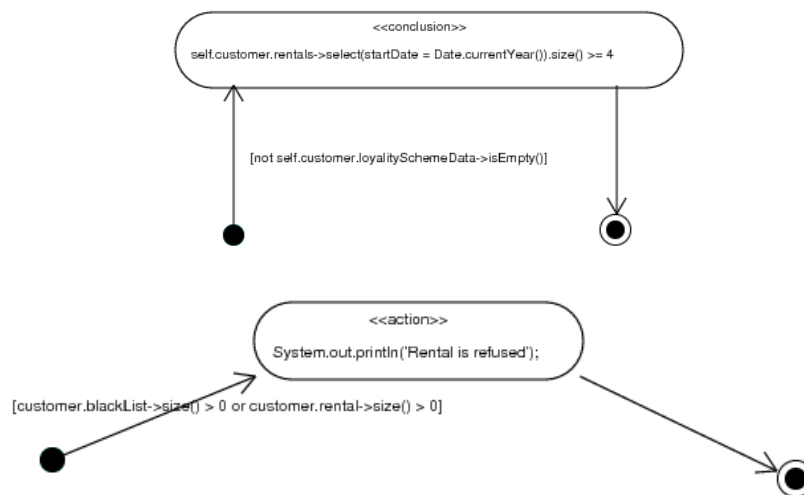 <<conclusion>>
self.customer.rentals->select(startDate = Date.currentYear()).size() >= 4
[not self.customer.loyalitySchemeData->isEmpty()]
<<action>>
System.out.println('Rental is refused');
[customer.blackList->size() > 0 or customer.rental->size() > 0]